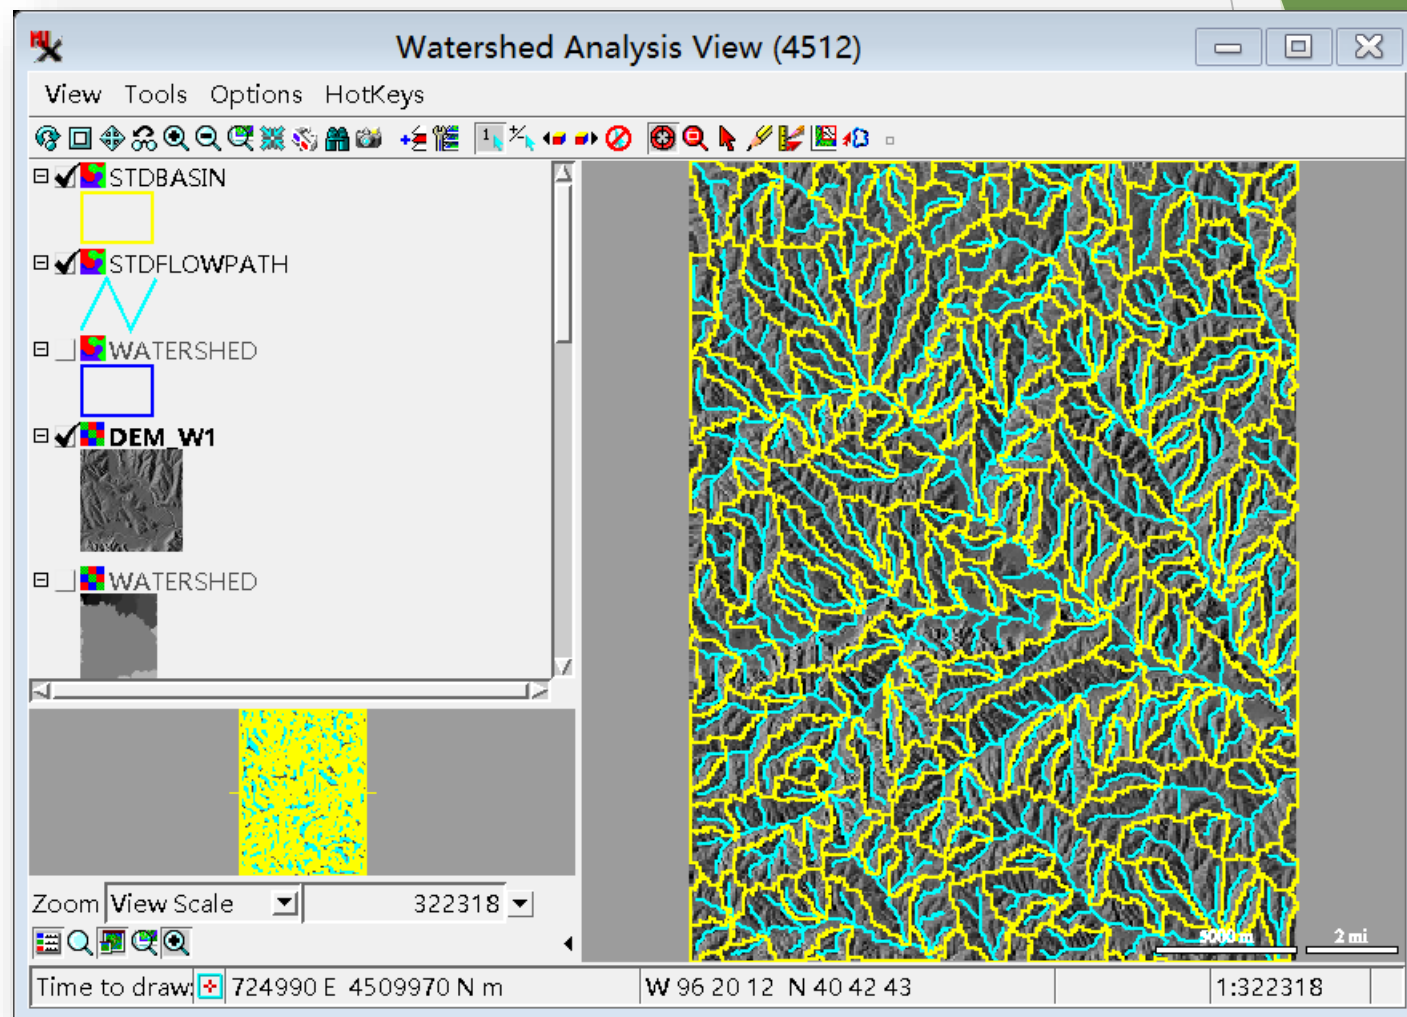 Watershed Analysis View (4512)
View Tools Options HotKeys
STDBASIN
STDFLOWPATH
WATERSHED
DEM_W1
WATERSHED
5000 m 2 mi
Zoom View Scale 322318
Time to draw: 724990 E 4509970 N m W 96 20 12 N 40 42 43 1:322318